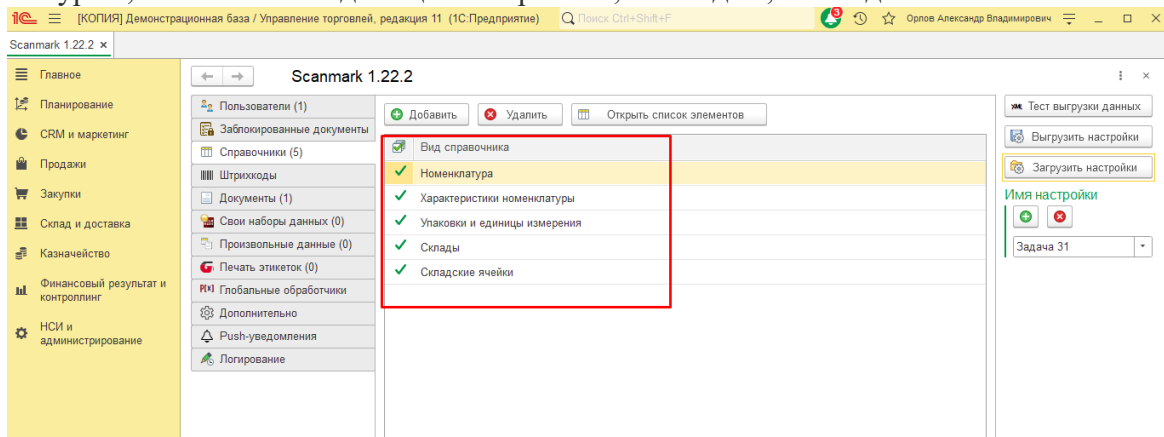 [КОПИЯ] Демонстрационная база / Управление торговлей, редакция 11 (1С:Предприятие) Поиск Ctrl+Shift+F 3 Орлов Александр Владимирович
Scanmark 1.22.2 ×
Главное
Планирование
CRM и маркетинг
Продажи
Закупки
Склад и доставка
Казначейство
Финансовый результат и
контроллинг
НСИ и
администрирование
Scanmark 1.22.2
Пользователи (1)
Заблокированные документы
Справочники (5)
Штрихкоды
Документы (1)
Свои наборы данных (0)
Произвольные данные (0)
Печать этикеток (0)
Глобальные обработчики
Дополнительно
Push-уведомления
Логирование
Добавить Удалить Открыть список элементов
Вид справочника
Номенклатура
Характеристики номенклатуры
Упаковки и единицы измерения
Склады
Складские ячейки
XML Тест выгрузки данных
Выгрузить настройки
Загрузить настройки
Имя настройки
Задача 31